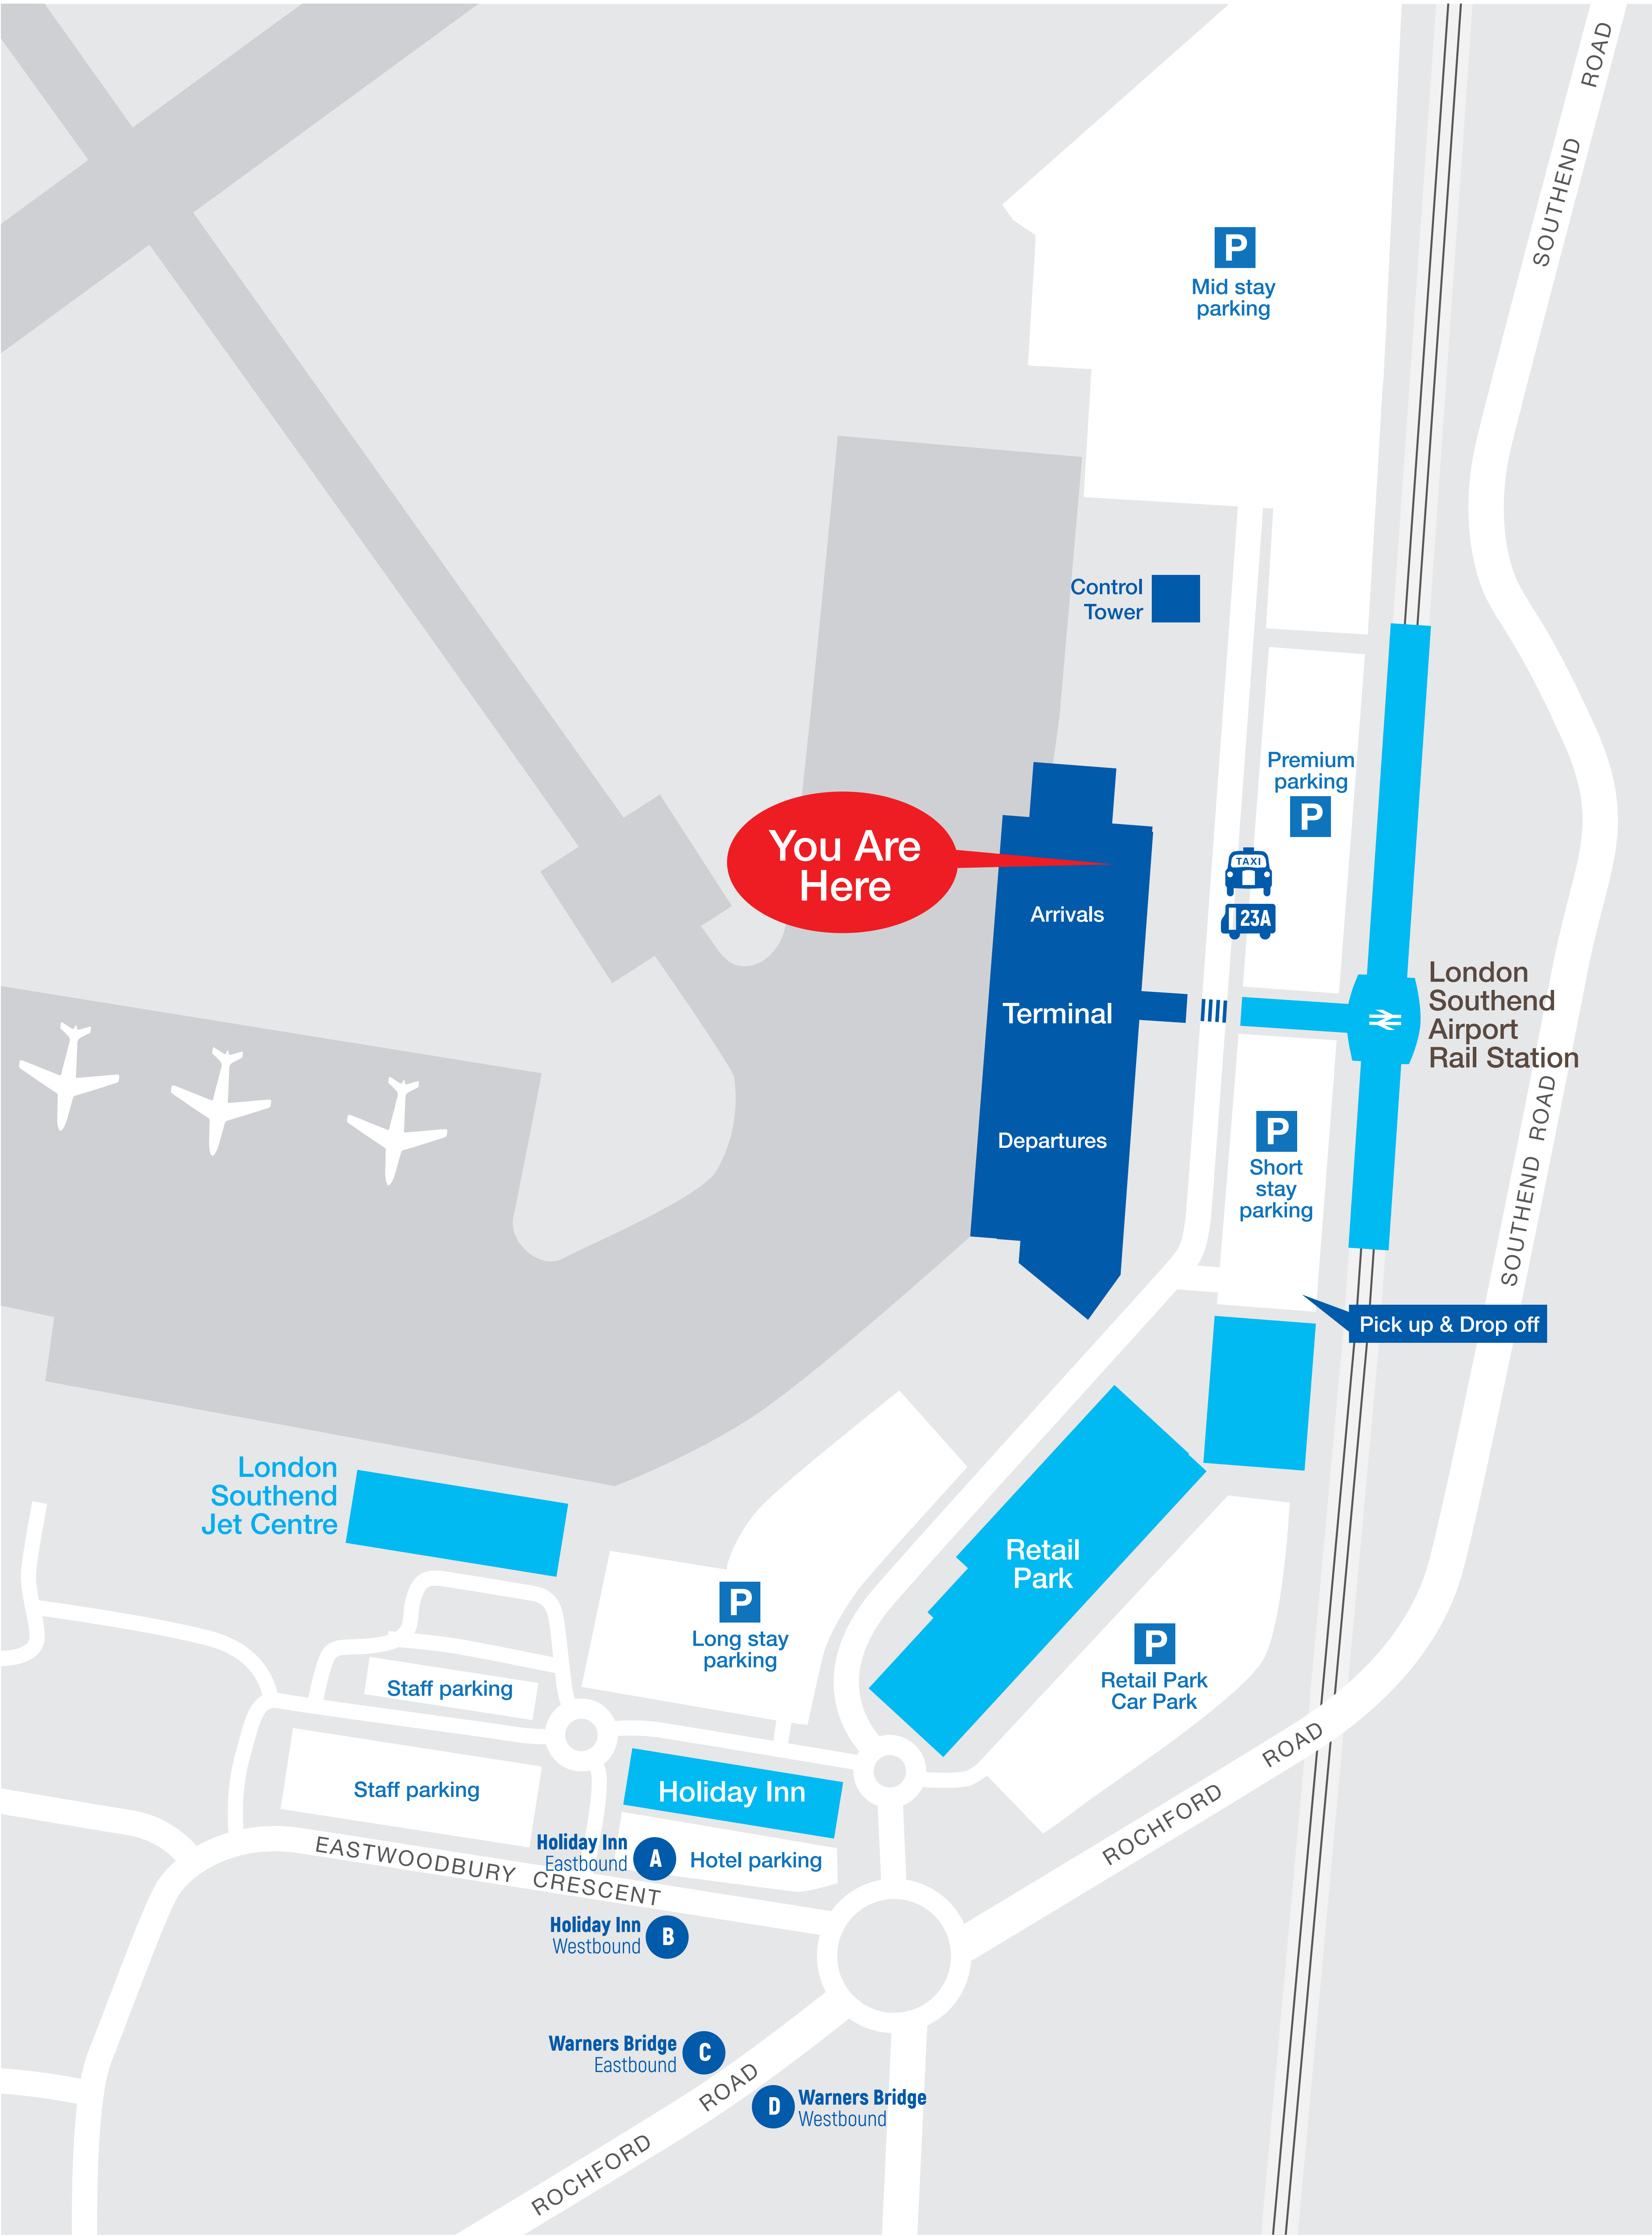 SOUTHEND ROAD
P
Mid stay
parking
Control
Tower
Premium
parking
P
You Are
Here
TAXI
23A
Arrivals
Terminal
Departures
London
Southend
Airport
Rail Station
P
Short
stay
parking
SOUTHEND ROAD
Pick up & Drop off
London
Southend
Jet Centre
Retail
Park
P
Long stay
parking
P
Retail Park
Car Park
Staff parking
Staff parking
Holiday Inn
ROCHFORD ROAD
Hotel parking
EASTWOODBURY CRESCENT
Holiday Inn
Eastbound
A
Holiday Inn
Westbound
B
Warners Bridge
Eastbound
C
D
Warners Bridge
Westbound
ROCHFORD ROAD